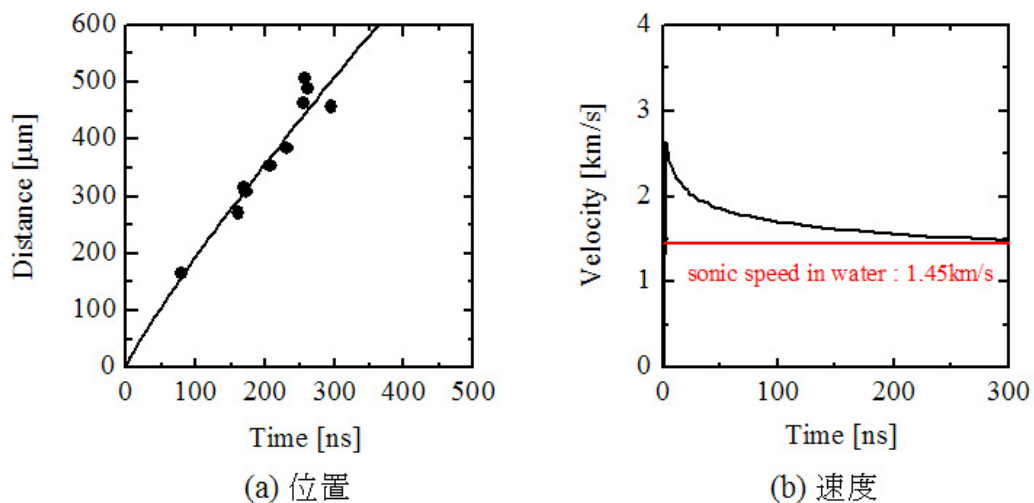 600
500
400
300
200
100
0
Distance [μm]
0 100 200 300 400 500
Time [ns]
(a) 位置
4
3
2
1
0
Velocity [km/s]
sonic speed in water : 1.45km/s
0 100 200 300
Time [ns]
(b) 速度